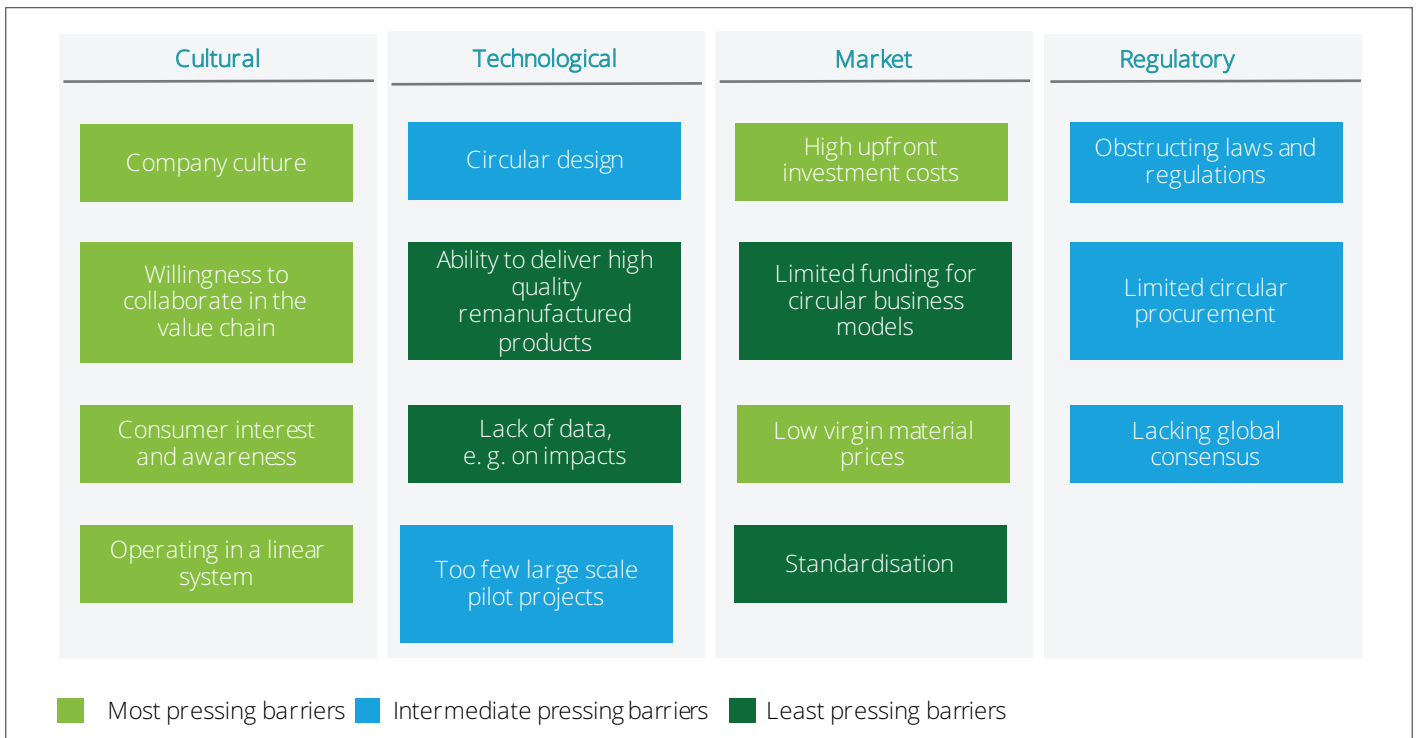 Cultural
Company culture
Willingness to
collaborate in the
value chain
Consumer interest
and awareness
Operating in a linear
system
Technological
Circular design
Ability to deliver high
quality
remanufactured
products
Lack of data,
e. g. on impacts
Too few large scale
pilot projects
Market
High upfront
investment costs
Limited funding for
circular business
models
Low virgin material
prices
Standardisation
Regulatory
Obstructing laws and
regulations
Limited circular
procurement
Lacking global
consensus
Most pressing barriers
Intermediate pressing barriers
Least pressing barriers